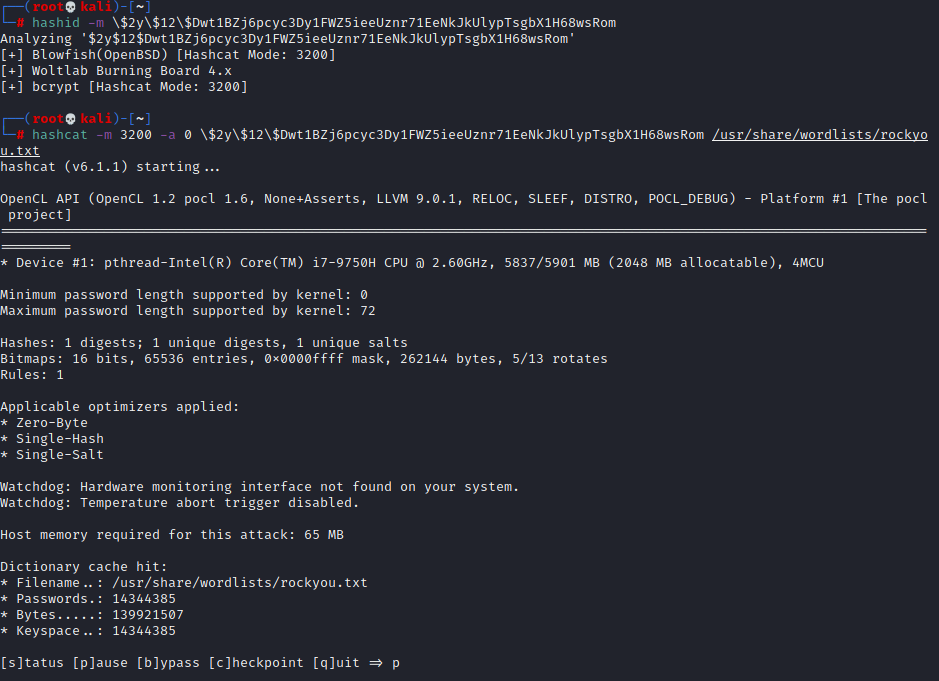 ┌──(root💀kali)-[~]
└─# hashid -m \$2y\$12\$Dwt1BZj6pcyc3Dy1FWZ5ieeUznr71EeNkJkUlypTsgbX1H68wsRom
Analyzing '$2y$12$Dwt1BZj6pcyc3Dy1FWZ5ieeUznr71EeNkJkUlypTsgbX1H68wsRom'
[+] Blowfish(OpenBSD) [Hashcat Mode: 3200]
[+] Woltlab Burning Board 4.x
[+] bcrypt [Hashcat Mode: 3200]
┌──(root💀kali)-[~]
└─# hashcat -m 3200 -a 0 \$2y\$12\$Dwt1BZj6pcyc3Dy1FWZ5ieeUznr71EeNkJkUlypTsgbX1H68wsRom /usr/share/wordlists/rockyo
u.txt
hashcat (v6.1.1) starting...
OpenCL API (OpenCL 1.2 pocl 1.6, None+Asserts, LLVM 9.0.1, RELOC, SLEEF, DISTRO, POCL_DEBUG) - Platform #1 [The pocl
project]
====================================================================================================================
=========
* Device #1: pthread-Intel(R) Core(TM) i7-9750H CPU @ 2.60GHz, 5837/5901 MB (2048 MB allocatable), 4MCU
Minimum password length supported by kernel: 0
Maximum password length supported by kernel: 72
Hashes: 1 digests; 1 unique digests, 1 unique salts
Bitmaps: 16 bits, 65536 entries, 0x0000ffff mask, 262144 bytes, 5/13 rotates
Rules: 1
Applicable optimizers applied:
* Zero-Byte
* Single-Hash
* Single-Salt
Watchdog: Hardware monitoring interface not found on your system.
Watchdog: Temperature abort trigger disabled.
Host memory required for this attack: 65 MB
Dictionary cache hit:
* Filename..: /usr/share/wordlists/rockyou.txt
* Passwords.: 14344385
* Bytes.....: 139921507
* Keyspace..: 14344385
[s]tatus [p]ause [b]ypass [c]heckpoint [q]uit => p